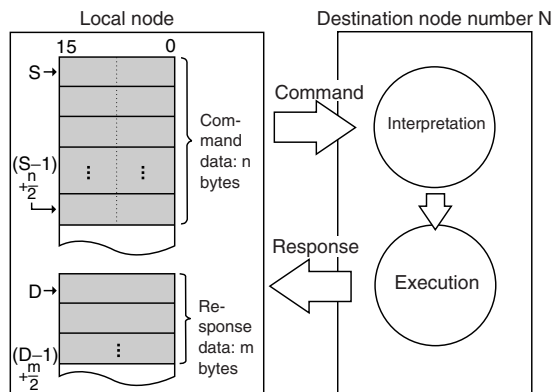 Local node
Destination node number N
15
0
S
Com-
mand
data: n
bytes
(S–1)
+n/2
Command
Interpretation
Response
Execution
D
Re-
sponse
data: m
bytes
(D–1)
+m/2